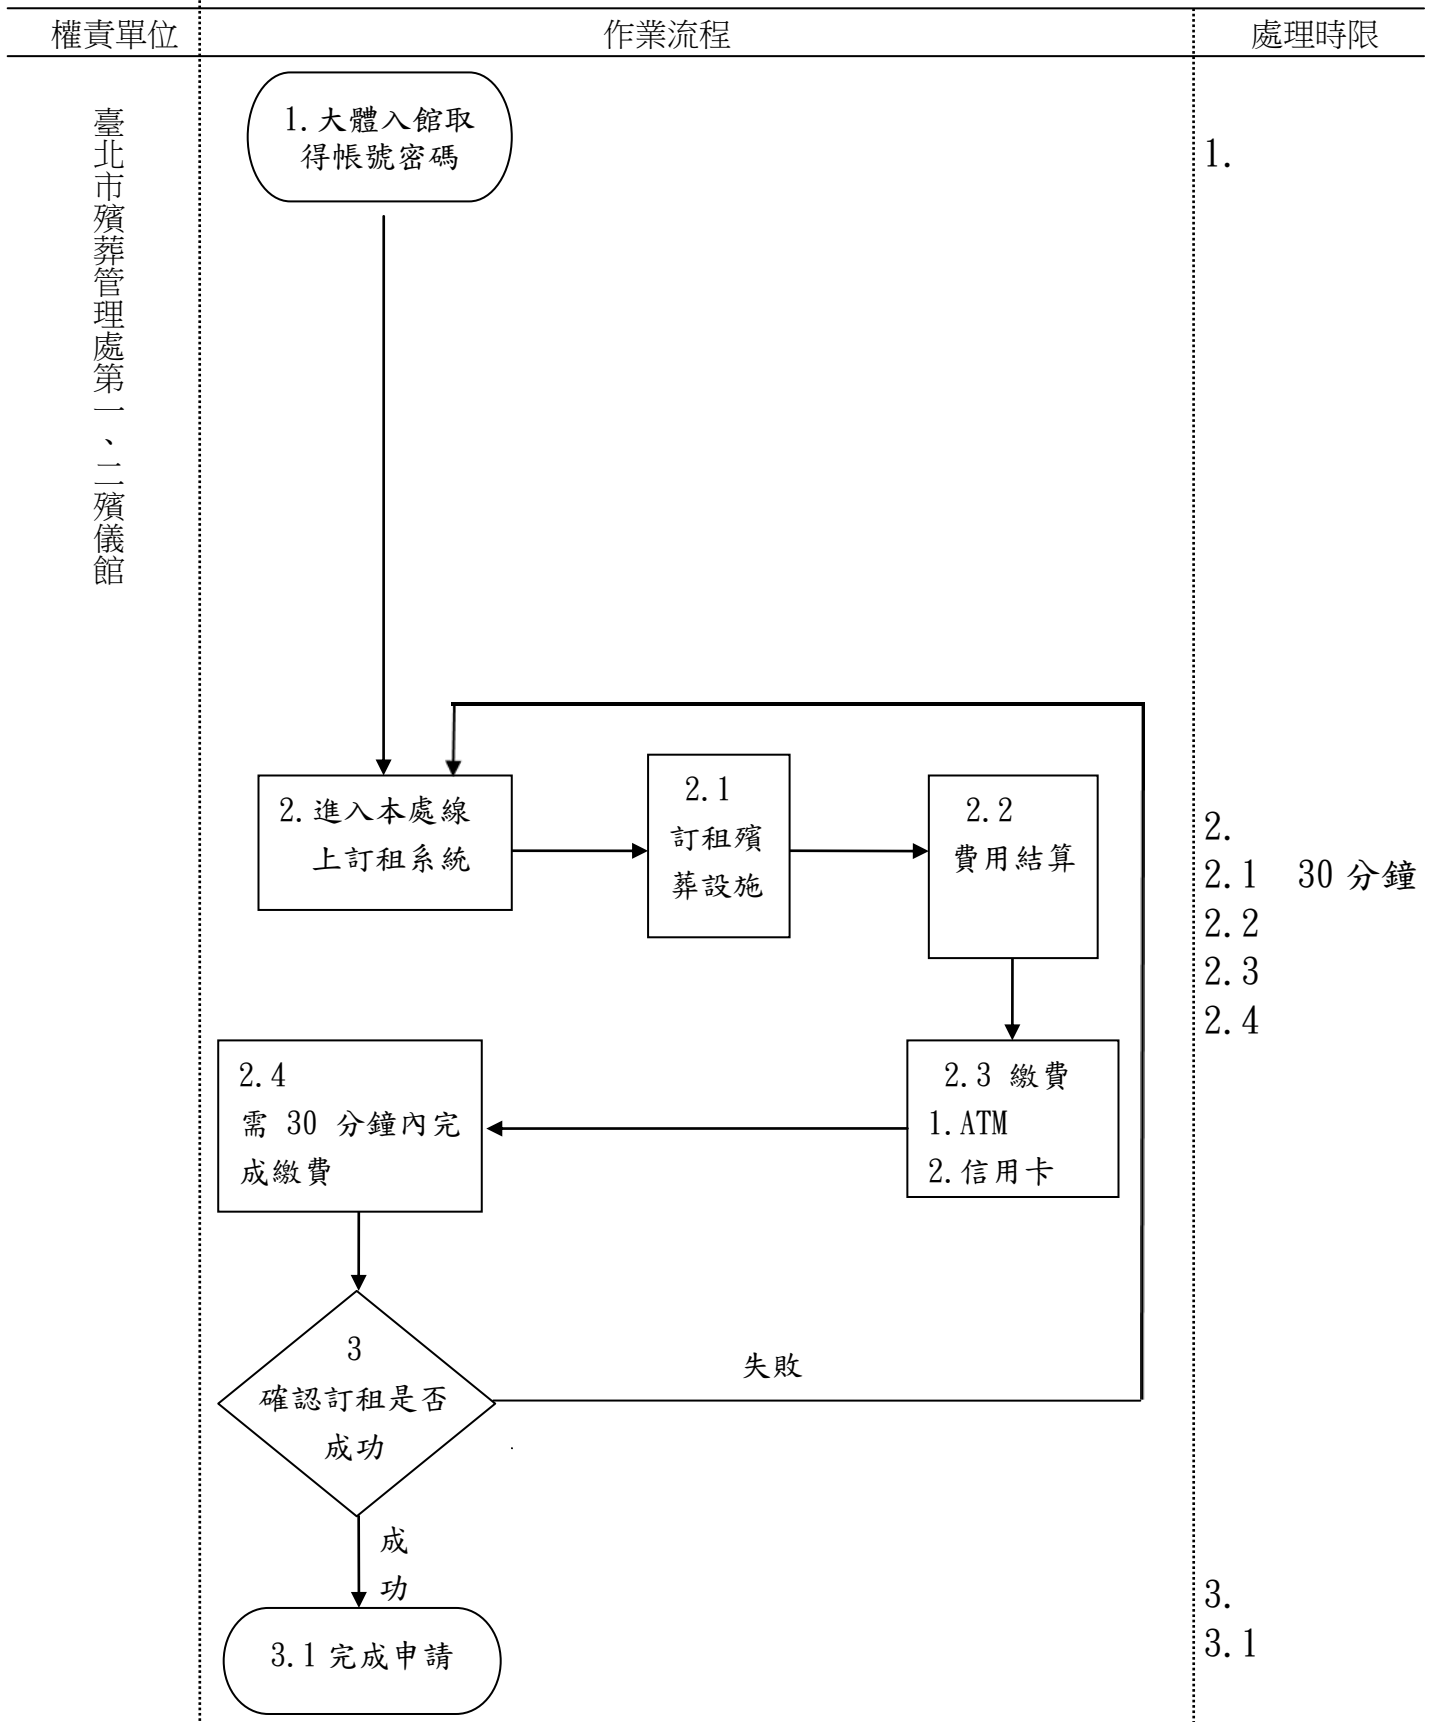 權責單位
作業流程
處理時限
臺北市殯葬管理處第一、二殯儀館
1.大體入館取
得帳號密碼
1.
2.進入本處線
上訂租系統
2.1
訂租殯
葬設施
2.2
費用結算
2.
2.1 30 分鐘
2.2
2.3
2.4
2.3 繳費
1.ATM
2.信用卡
2.4
需 30 分鐘內完
成繳費
3
確認訂租是否
成功
失敗
成功
3.1 完成申請
3.
3.1